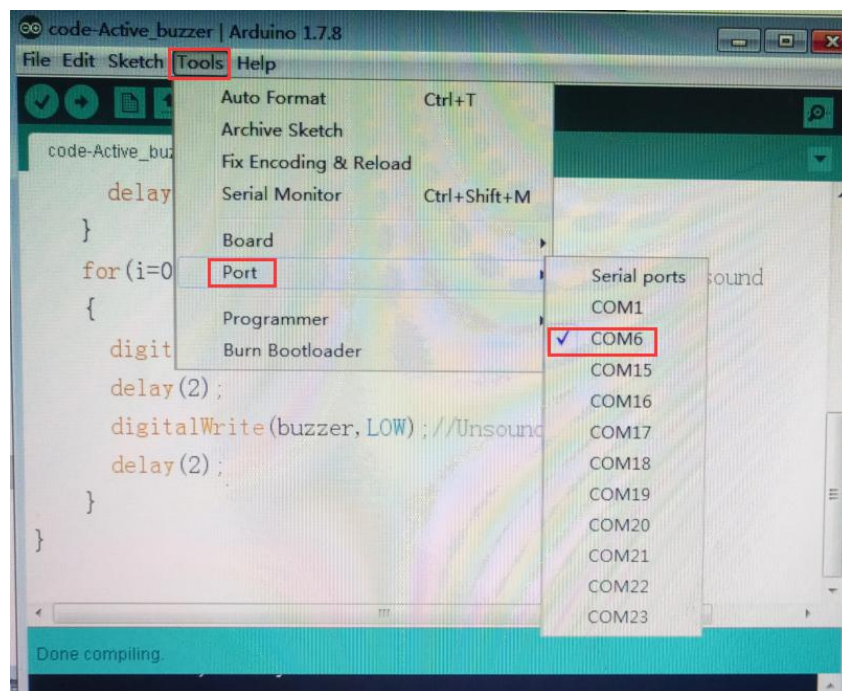 code-Active_buzzer | Arduino 1.7.8
File Edit Sketch Tools Help
Auto Format Ctrl+T
Archive Sketch
Fix Encoding & Reload
Serial Monitor Ctrl+Shift+M
Board
Port
Programmer
Burn Bootloader
Serial ports
COM1
✓ COM6
COM15
COM16
COM17
COM18
COM19
COM20
COM21
COM22
COM23
code-Active_buz
delay
}
for(i=0 sound
{
digit
delay(2);
digitalWrite(buzzer,LOW);//Unsound
delay(2);
}
}
Done compiling.